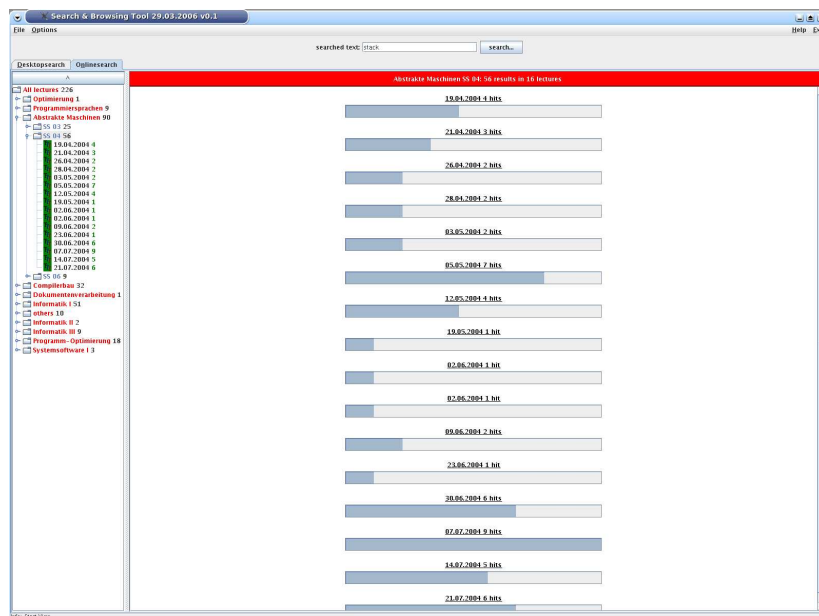 Search & Browsing Tool 29.03.2006 v0.1
File Options Help
searched text: stack search...
Desktopsearch Onlinesearch
^
Abstrakte Maschinen SS 04: 56 results in 16 lectures
All lectures 226
Optimierung 1
Programmiersprachen 9
Abstrakte Maschinen 90
SS 03 25
SS 04 56
19.04.2004 4
21.04.2004 3
26.04.2004 2
28.04.2004 2
03.05.2004 2
05.05.2004 7
12.05.2004 4
19.05.2004 1
02.06.2004 1
02.06.2004 1
09.06.2004 2
23.06.2004 1
30.06.2004 6
07.07.2004 9
14.07.2004 5
21.07.2004 6
SS 06 9
Compilerbau 32
Dokumentenverarbeitung 1
Informatik I 51
others 10
Informatik II 2
Informatik III 9
Programm-Optimierung 18
Systemsoftware I 3
19.04.2004 4 hits
21.04.2004 3 hits
26.04.2004 2 hits
28.04.2004 2 hits
03.05.2004 2 hits
05.05.2004 7 hits
12.05.2004 4 hits
19.05.2004 1 hit
02.06.2004 1 hit
02.06.2004 1 hit
09.06.2004 2 hits
23.06.2004 1 hit
30.06.2004 6 hits
07.07.2004 9 hits
14.07.2004 5 hits
21.07.2004 6 hits